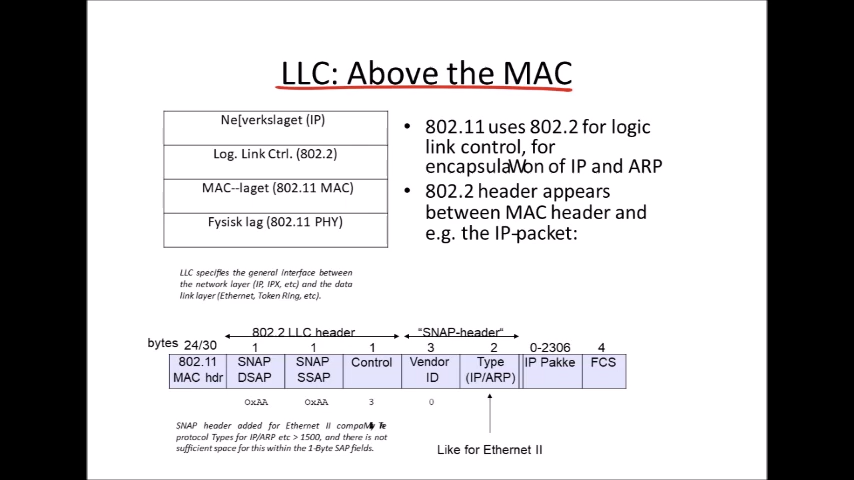 LLC: Above the MAC
Ne[verkslaget (IP)
Log. Link Ctrl. (802.2)
MAC--laget (802.11 MAC)
Fysisk lag (802.11 PHY)
• 802.11 uses 802.2 for logic
link control, for
encapsulaWon of IP and ARP
• 802.2 header appears
between MAC header and
e.g. the IP-packet:
LLC specifies the general interface between
the network layer (IP, IPX, etc) and the data
link layer (Ethernet, Token Ring, etc).
802.2 LLC header "SNAP-header"
bytes 24/30 1 1 1 3 2 0-2306 4
802.11 SNAP SNAP Control Vendor Type IP Pakke FCS
MAC hdr DSAP SSAP ID (IP/ARP)
0xAA 0xAA 3 0
SNAP header added for Ethernet II
protocol Types for IP/ARP etc > 1500, and there is not
sufficient space for this within the 1-Byte SAP fields.
Like for Ethernet II